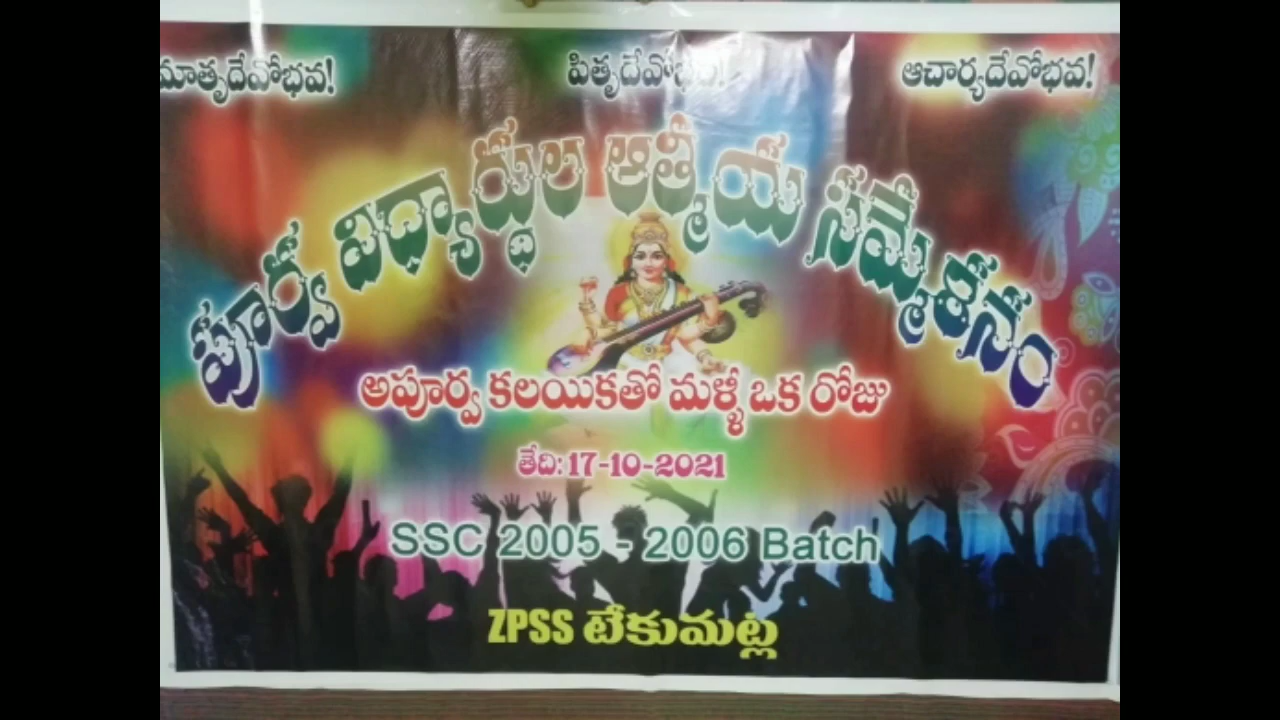 మాతృదేవోభవ! పితృదేవోభవ! ఆచార్యదేవోభవ!
పూర్వ విద్యార్థుల ఆత్మీయ సమ్మేళనం
అపూర్వ కలయికతో మళ్ళీ ఒక రోజు
తేది: 17-10-2021
SSC 2005 - 2006 Batch
ZPSS టేకుమట్ల